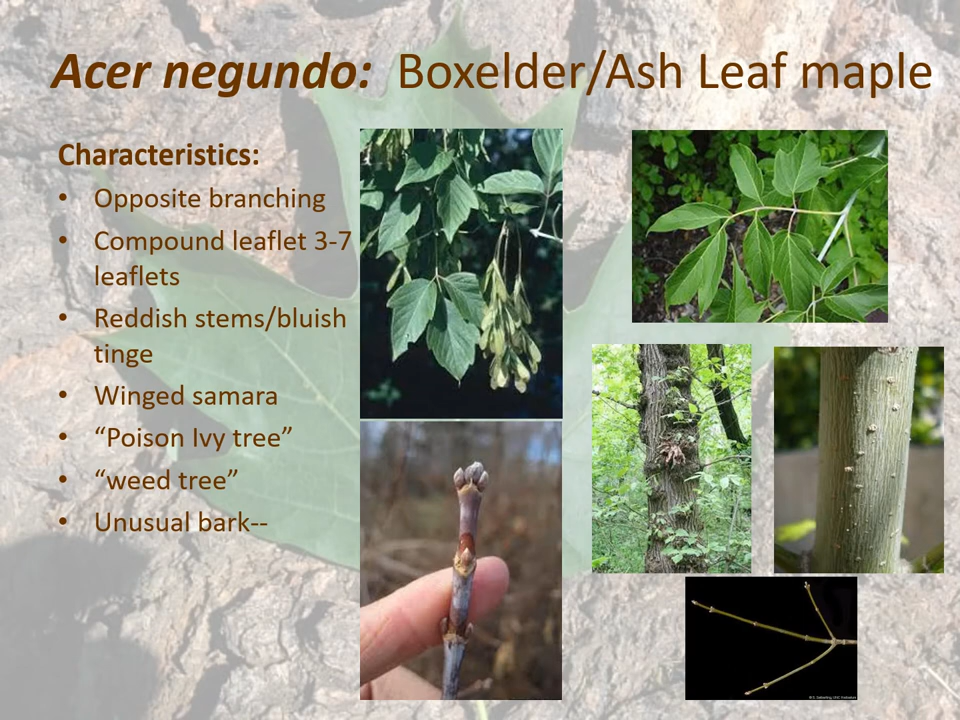 Acer negundo: Boxelder/Ash Leaf maple
Characteristics:
• Opposite branching
• Compound leaflet 3-7
leaflets
• Reddish stems/bluish
tinge
• Winged samara
• “Poison Ivy tree”
• “weed tree”
• Unusual bark--